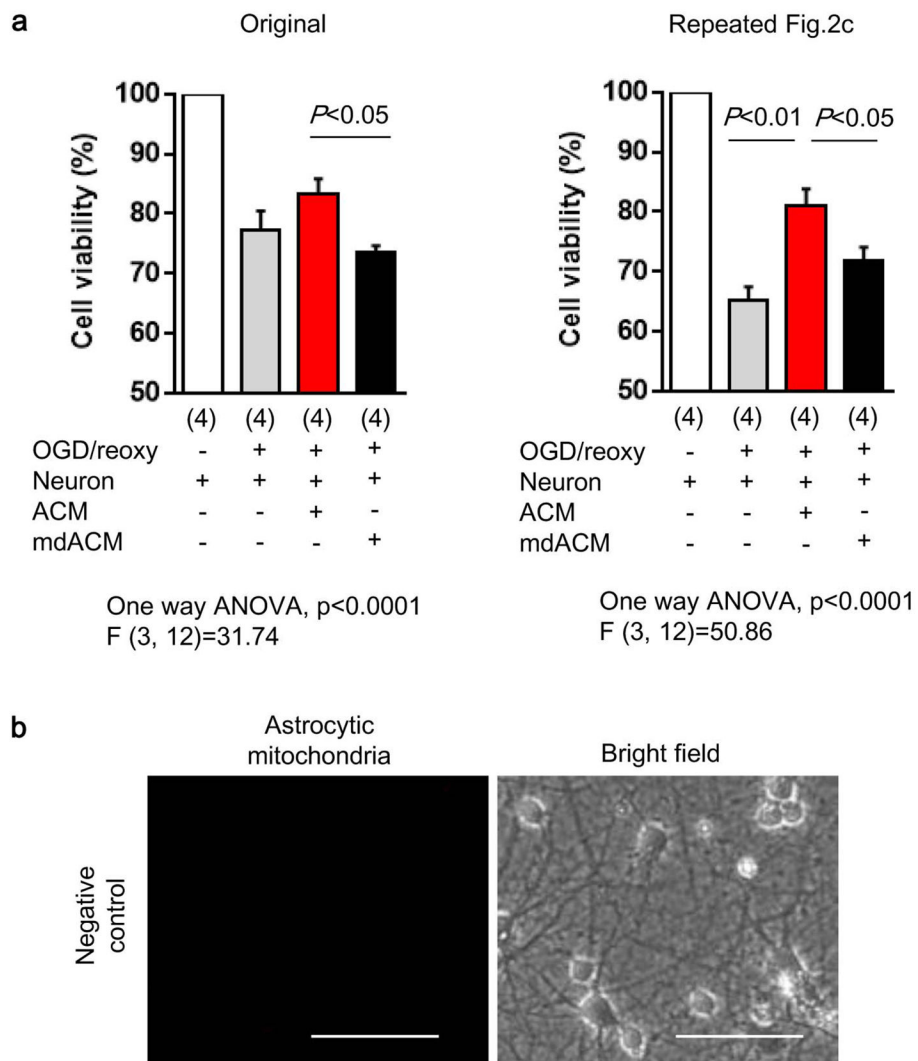 a
Original
Repeated Fig.2c
Cell viability (%)
100
90
80
70
60
50
P<0.05
(4) (4) (4) (4)
OGD/reoxy - + + +
Neuron + + + +
ACM - - + -
mdACM - - - +
One way ANOVA, p<0.0001
F (3, 12)=31.74
Cell viability (%)
100
90
80
70
60
50
P<0.01 P<0.05
(4) (4) (4) (4)
OGD/reoxy - + + +
Neuron + + + +
ACM - - + -
mdACM - - - +
One way ANOVA, p<0.0001
F (3, 12)=50.86
b
Astrocytic
mitochondria
Bright field
Negative
control